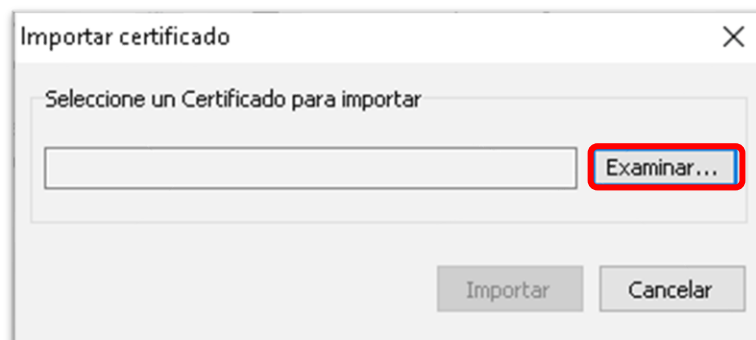 Importar certificado
Seleccione un Certificado para importar
Examinar...
Importar
Cancelar